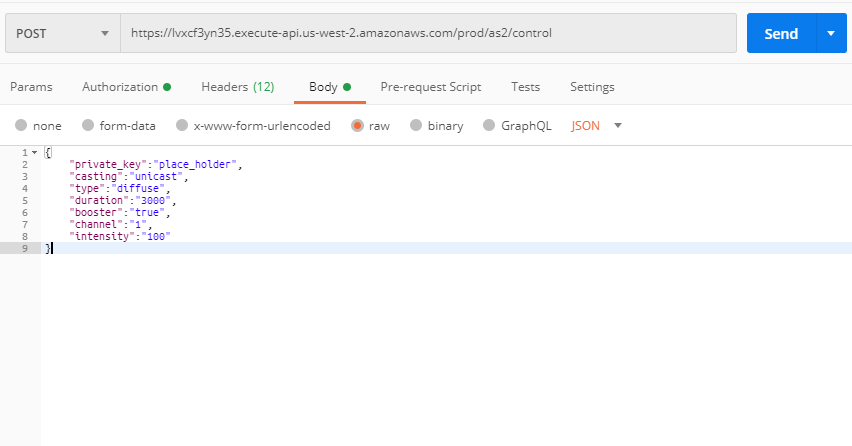 POST https://lvxcf3yn35.execute-api.us-west-2.amazonaws.com/prod/as2/control Send
Params Authorization Headers (12) Body Pre-request Script Tests Settings
none form-data x-www-form-urlencoded raw binary GraphQL JSON
1 {
2 "private_key":"place_holder",
3 "casting":"unicast",
4 "type":"diffuse",
5 "duration":"3000",
6 "booster":"true",
7 "channel":"1",
8 "intensity":"100"
9 }